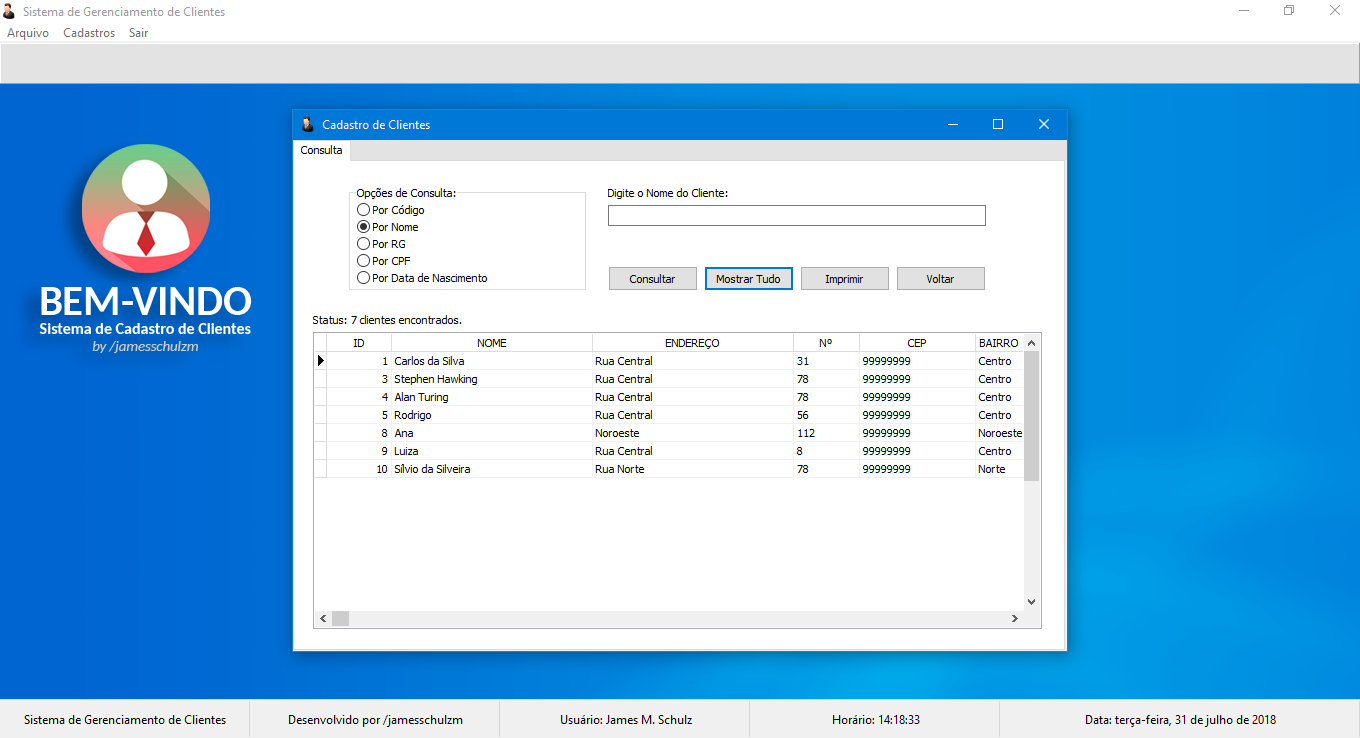 Sistema de Gerenciamento de Clientes
Arquivo Cadastros Sair
BEM-VINDO
Sistema de Cadastro de Clientes
by /jamesschulzm
Cadastro de Clientes
Consulta
Opções de Consulta:
Por Código
Por Nome
Por RG
Por CPF
Por Data de Nascimento
Digite o Nome do Cliente:
Consultar Mostrar Tudo Imprimir Voltar
Status: 7 clientes encontrados.
ID NOME ENDEREÇO Nº CEP BAIRRO
1 Carlos da Silva Rua Central 31 99999999 Centro
3 Stephen Hawking Rua Central 78 99999999 Centro
4 Alan Turing Rua Central 78 99999999 Centro
5 Rodrigo Rua Central 56 99999999 Centro
8 Ana Noroeste 112 99999999 Noroeste
9 Luiza Rua Central 8 99999999 Centro
10 Sílvio da Silveira Rua Norte 78 99999999 Norte
Sistema de Gerenciamento de Clientes Desenvolvido por /jamesschulzm Usuário: James M. Schulz Horário: 14:18:33 Data: terça-feira, 31 de julho de 2018